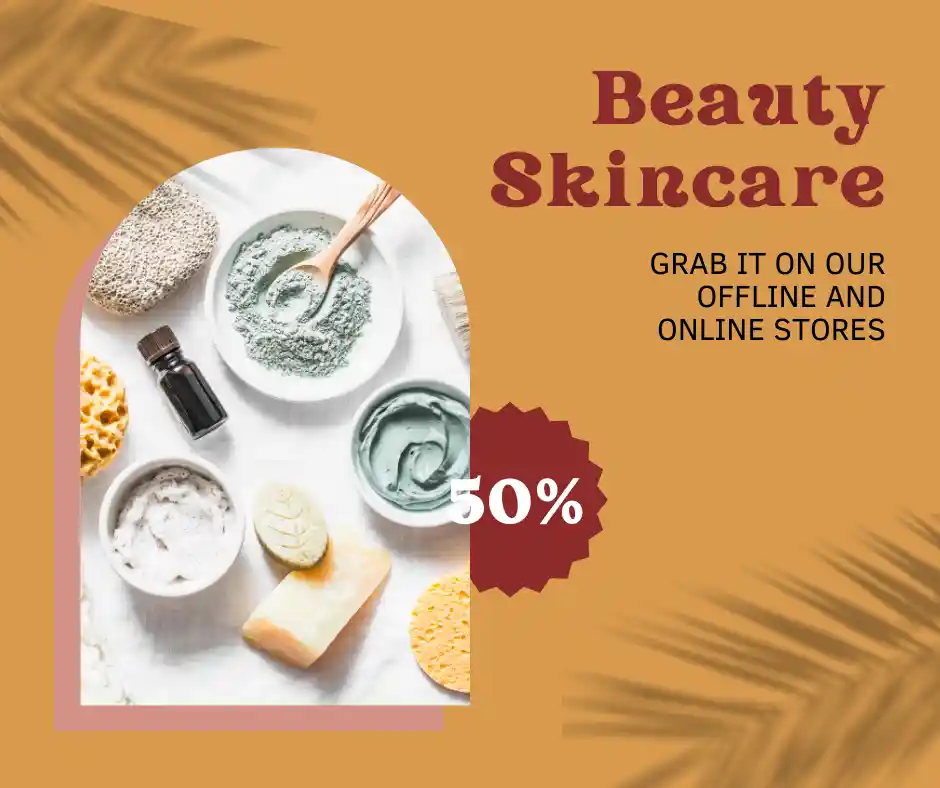 Beauty
Skincare
GRAB IT ON OUR
OFFLINE AND
ONLINE STORES
50%